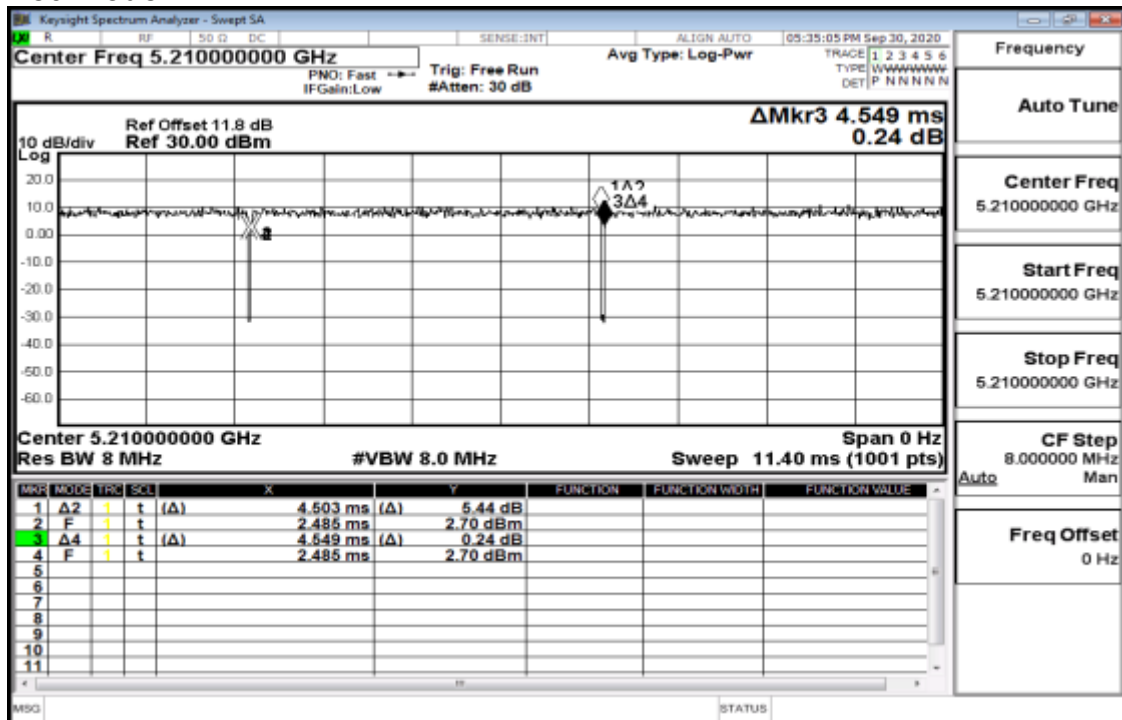 Keysight Spectrum Analyzer - Swept SA
R RF 50 Ω DC SENSE:INT ALIGN AUTO 05:35:05 PM Sep 30, 2020
Center Freq 5.210000000 GHz
PNO: Fast
IFGain:Low
Trig: Free Run
#Atten: 30 dB
Avg Type: Log-Pwr
TRACE 1 2 3 4 5 6
TYPE WWWWWW
DET P N N N N N
ΔMkr3 4.549 ms
0.24 dB
Ref Offset 11.8 dB
10 dB/div Ref 30.00 dBm
Log
20.0
10.0
0.00
-10.0
-20.0
-30.0
-40.0
-50.0
-60.0
1Δ2
3Δ4
Center 5.210000000 GHz Span 0 Hz
Res BW 8 MHz #VBW 8.0 MHz Sweep 11.40 ms (1001 pts)
MKR MODE TRC SCL X Y FUNCTION FUNCTION WIDTH FUNCTION VALUE
1 Δ2 1 t (Δ) 4.503 ms (Δ) 5.44 dB
2 F 1 t 2.485 ms 2.70 dBm
3 Δ4 1 t (Δ) 4.549 ms (Δ) 0.24 dB
4 F 1 t 2.485 ms 2.70 dBm
5
6
7
8
9
10
11
MSG STATUS
Frequency
Auto Tune
Center Freq
5.210000000 GHz
Start Freq
5.210000000 GHz
Stop Freq
5.210000000 GHz
CF Step
8.000000 MHz
Auto Man
Freq Offset
0 Hz